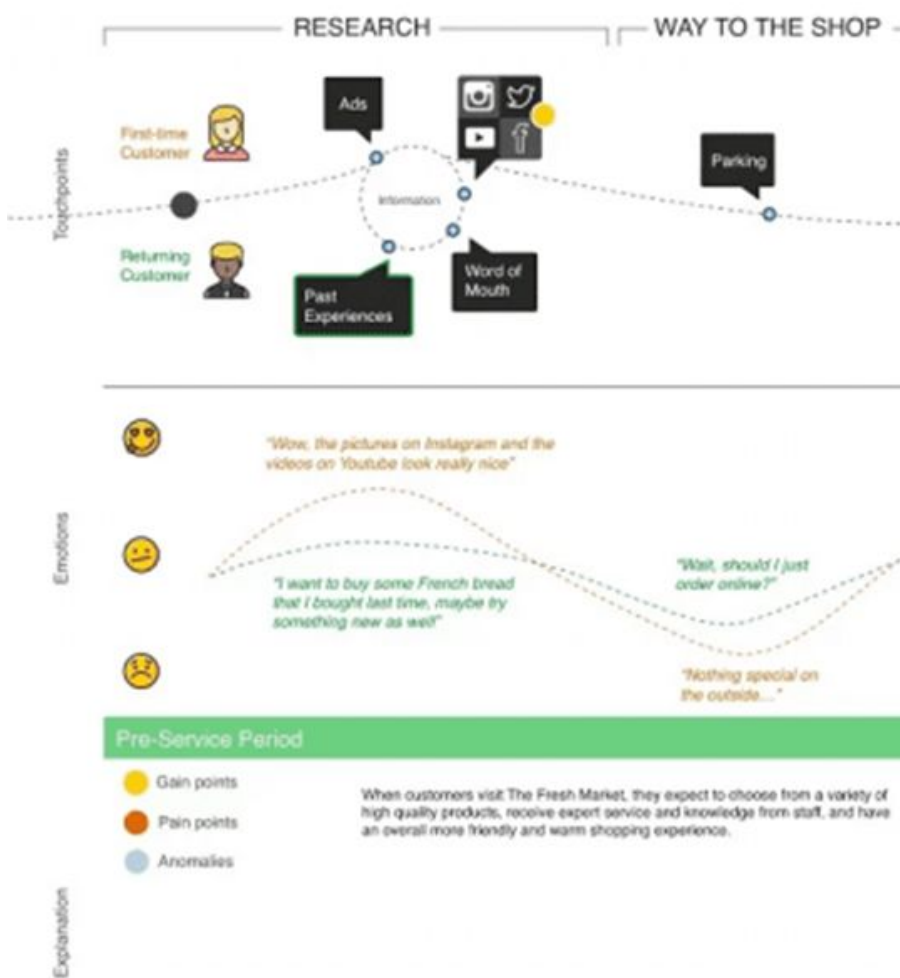 RESEARCH
WAY TO THE SHOP
Touchpoints
First-time
Customer
Ads
Information
Parking
Returning
Customer
Past
Experiences
Word of
Mouth
Emotions
"Wow, the pictures on Instagram and the
videos on Youtube look really nice"
"I want to buy some French bread
that I bought last time, maybe try
something new as well"
"Wait, should I just
order online?"
"Nothing special on
the outside..."
Pre-Service Period
Gain points
Pain points
Anomalies
When customers visit The Fresh Market, they expect to choose from a variety of
high quality products, receive expert service and knowledge from staff, and have
an overall more friendly and warm shopping experience.
Explanation